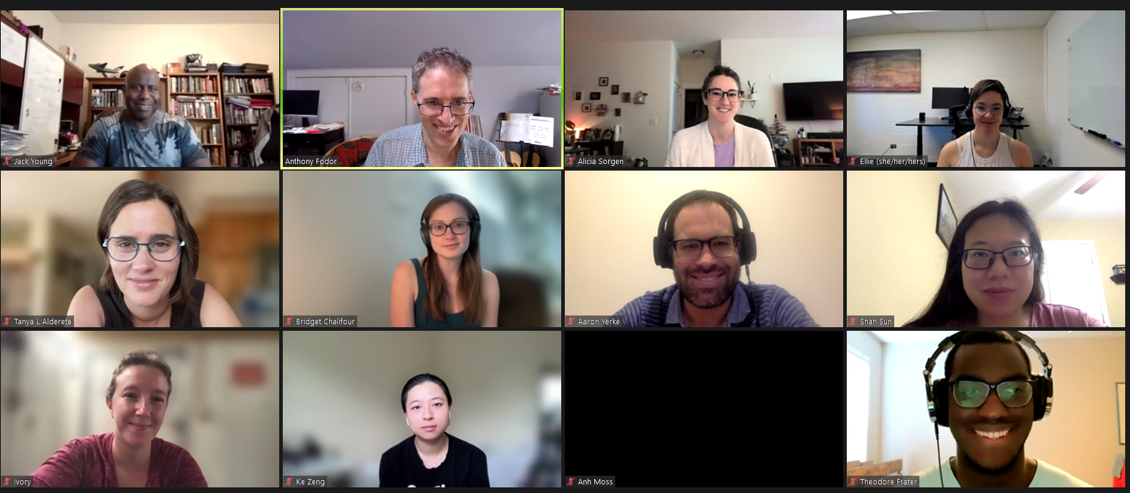 Jack Young
Anthony Fodor
Alicia Sorgen
Ellie (she/her/hers)
Tanya L Alderete
Bridget Chalifour
Aaron Yerke
Shan Sun
Ivory
Ke Zeng
Anh Moss
Theodore Frater